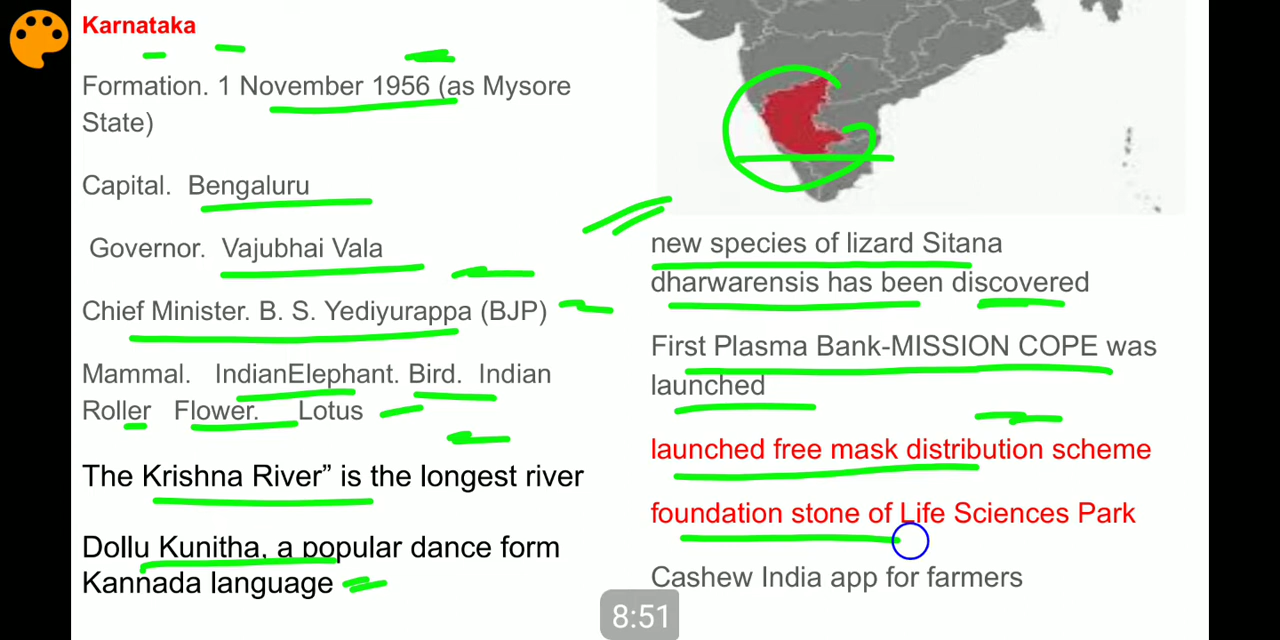 Karnataka
Formation. 1 November 1956 (as Mysore
State)
Capital. Bengaluru
Governor. Vajubhai Vala
Chief Minister. B. S. Yediyurappa (BJP)
Mammal. IndianElephant. Bird. Indian
Roller Flower. Lotus
The Krishna River” is the longest river
Dollu Kunitha, a popular dance form
Kannada language
new species of lizard Sitana
dharwarensis has been discovered
First Plasma Bank-MISSION COPE was
launched
launched free mask distribution scheme
foundation stone of Life Sciences Park
Cashew India app for farmers
8:51